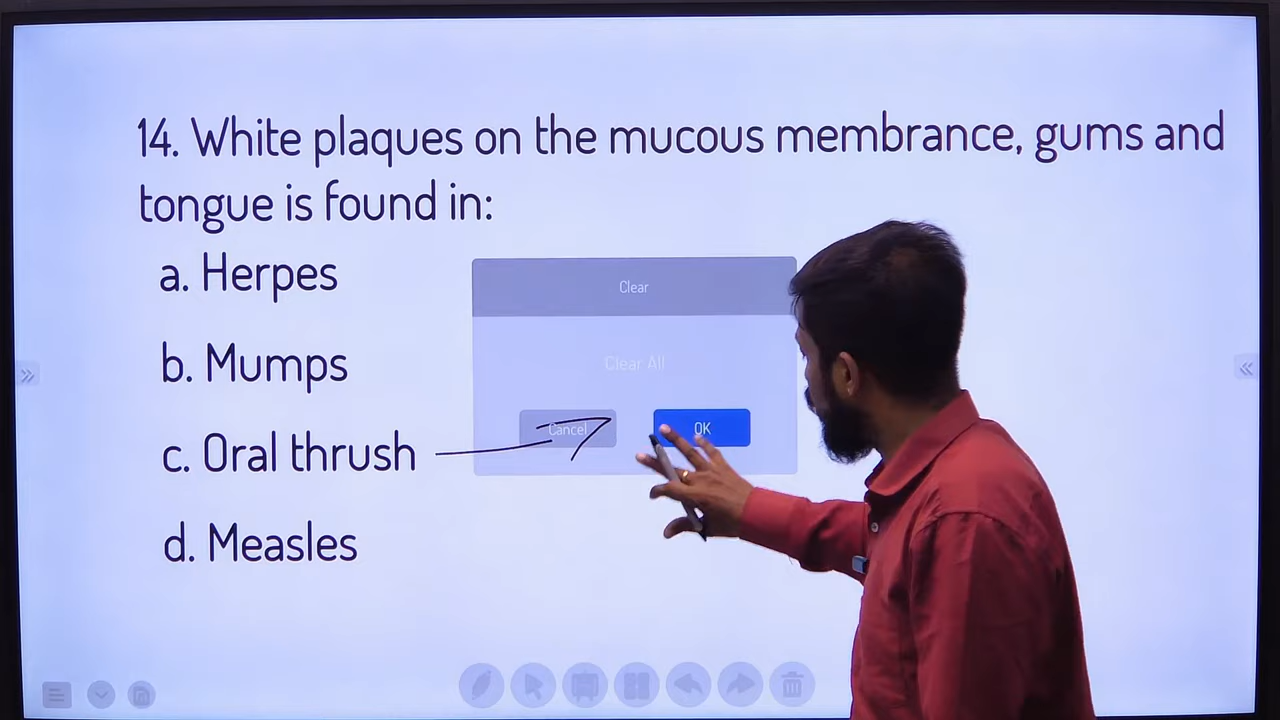 14. White plaques on the mucous membrance, gums and
tongue is found in:
a. Herpes
Clear
b. Mumps
Clear All
c. Oral thrush
Cancel
OK
d. Measles